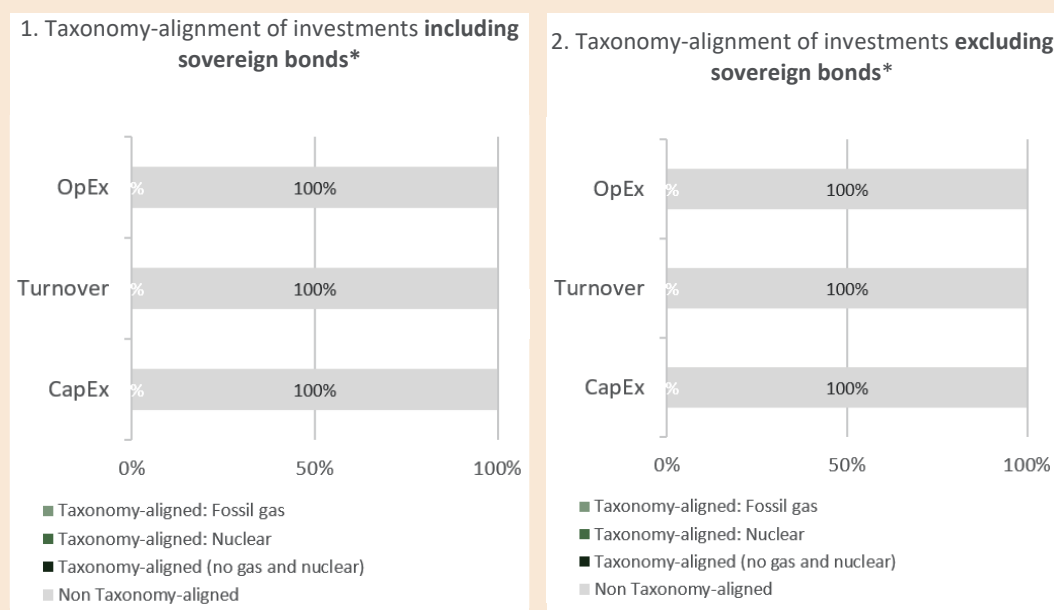 1. Taxonomy-alignment of investments including
sovereign bonds*
OpEx
%
100%
Turnover
%
100%
CapEx
%
100%
0%
50%
100%
Taxonomy-aligned: Fossil gas
Taxonomy-aligned: Nuclear
Taxonomy-aligned (no gas and nuclear)
Non Taxonomy-aligned
2. Taxonomy-alignment of investments excluding
sovereign bonds*
OpEx
%
100%
Turnover
%
100%
CapEx
%
100%
0%
50%
100%
Taxonomy-aligned: Fossil gas
Taxonomy-aligned: Nuclear
Taxonomy-aligned (no gas and nuclear)
Non Taxonomy-aligned